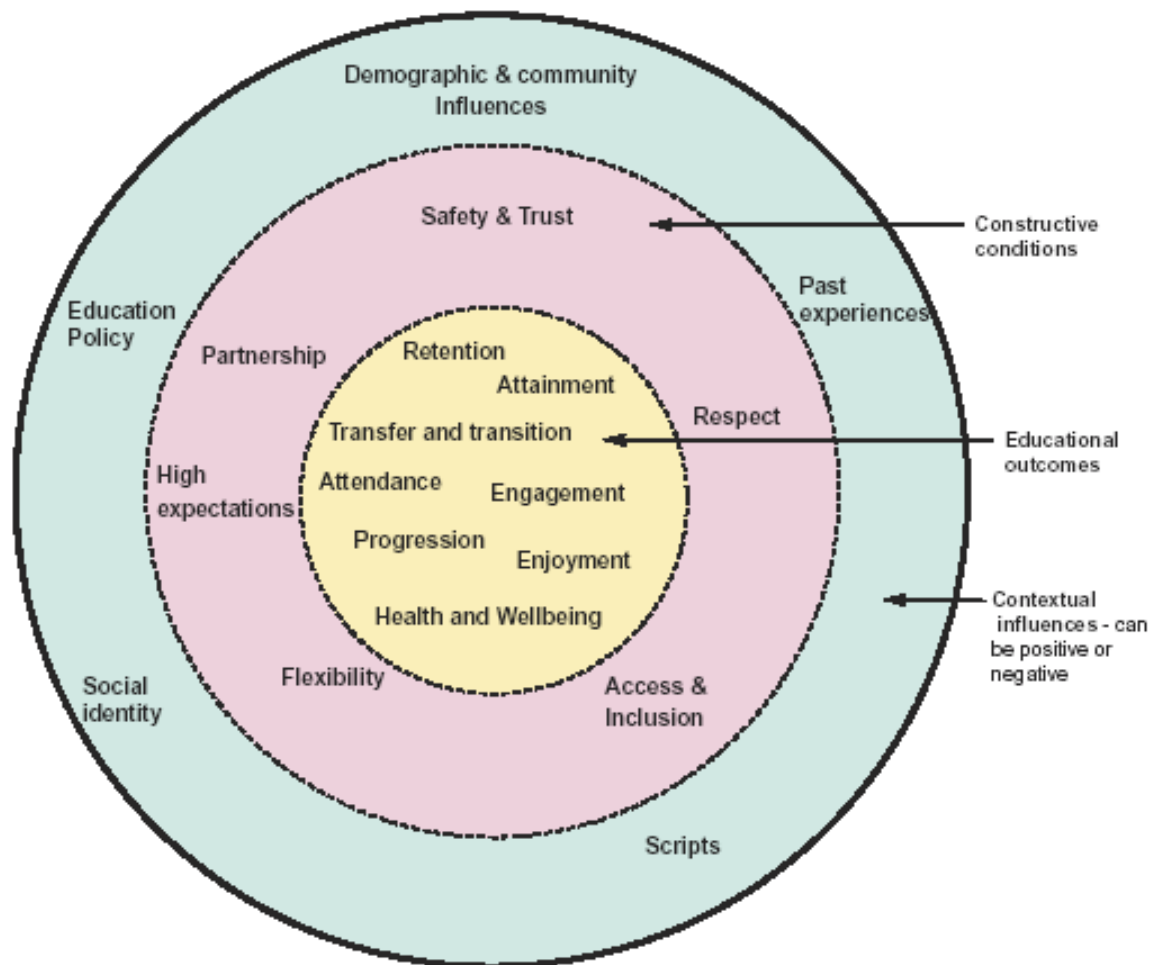 Demographic & community
Influences
Safety & Trust
Constructive
conditions
Past
experiences
Education
Policy
Partnership
Retention
Attainment
Respect
Transfer and transition
Educational
outcomes
High
expectations
Attendance
Engagement
Progression
Enjoyment
Health and Wellbeing
Contextual
influences - can
be positive or
negative
Flexibility
Access &
Inclusion
Social
identity
Scripts